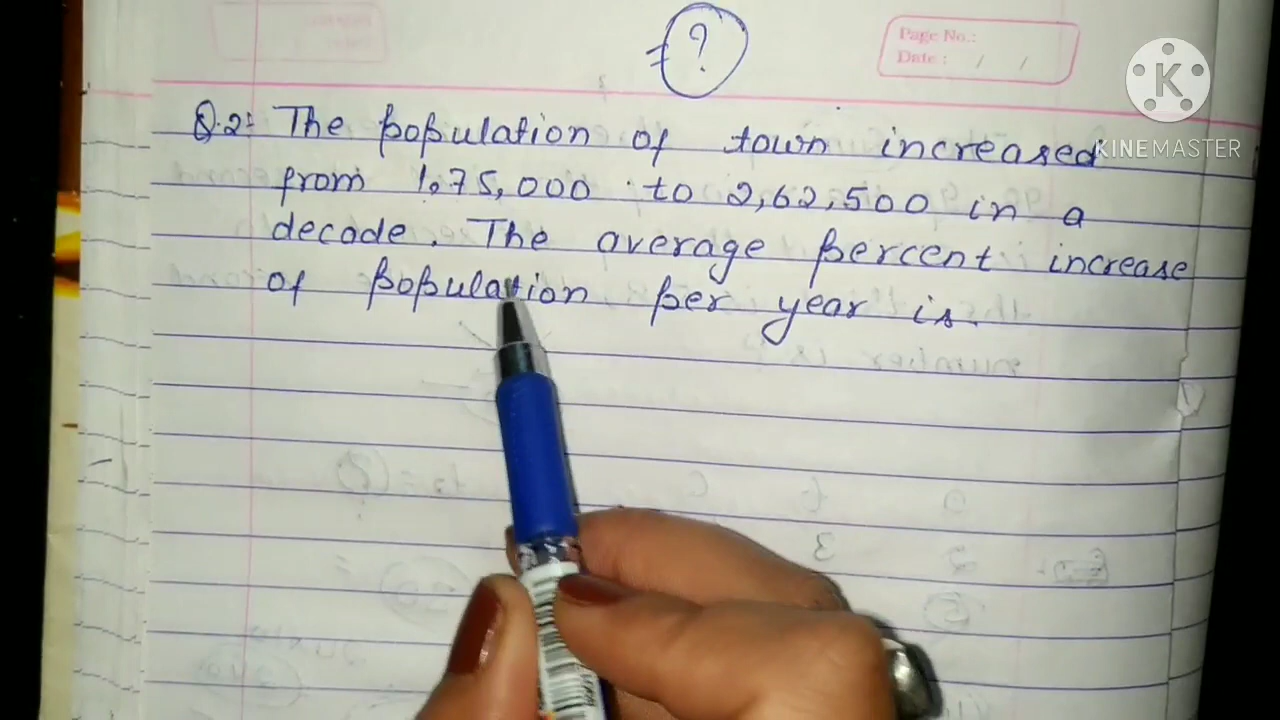 ?
Page No.:
Date : / /
K
KINEMASTER
Q.2: The population of town increased
from 1,75,000 to 2,62,500 in a
decade. The average percent increase
of population per year is.